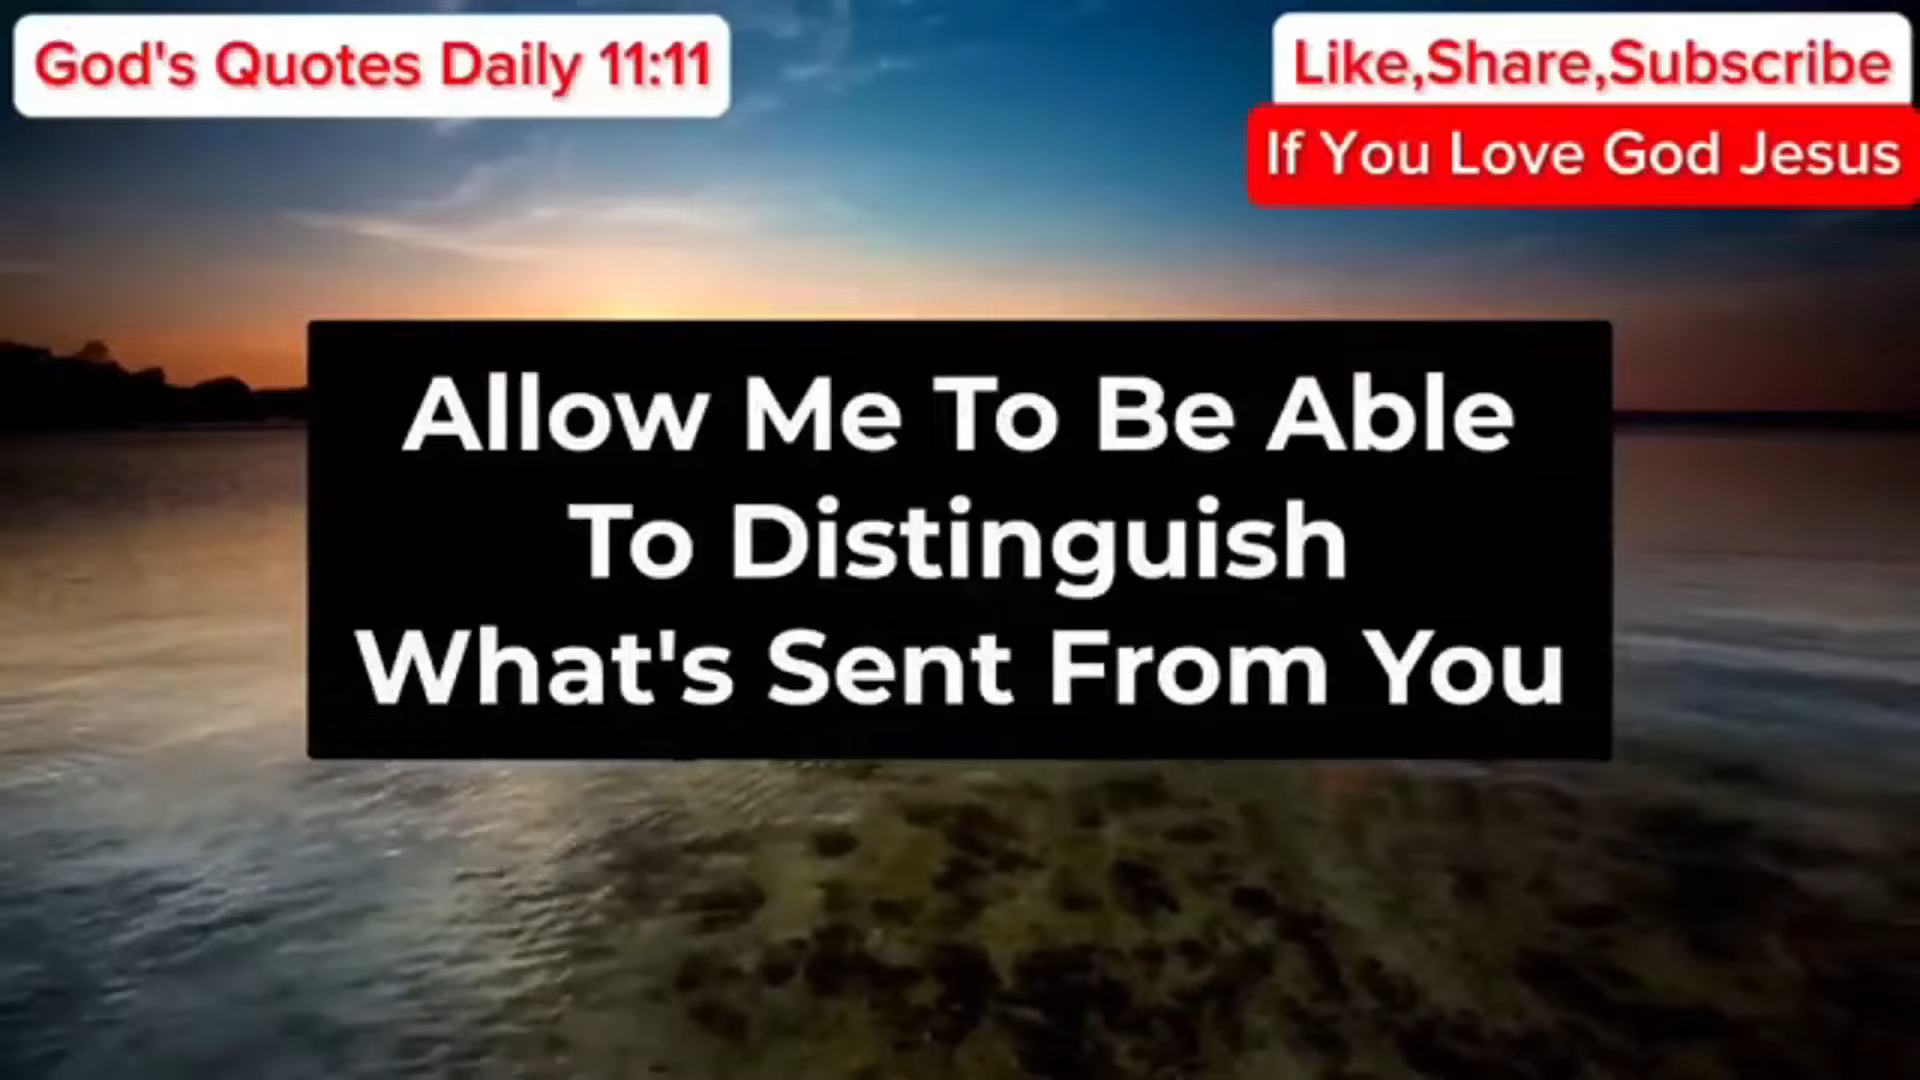 God's Quotes Daily 11:11
Like,Share,Subscribe
If You Love God Jesus
Allow Me To Be Able
To Distinguish
What's Sent From You